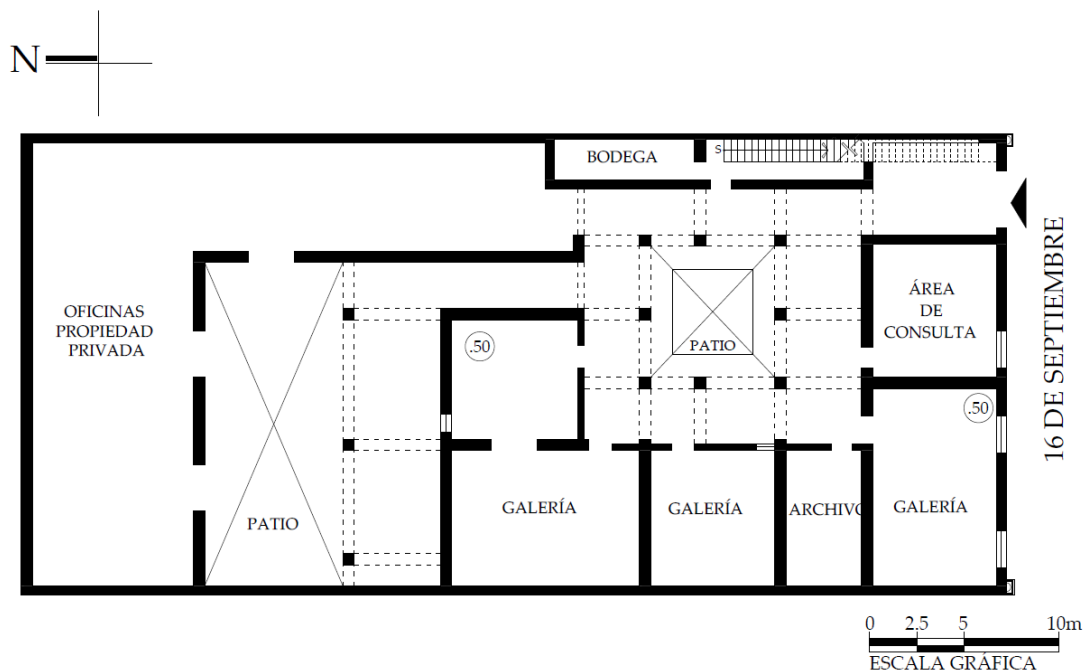 N
BODEGA
S
16 DE SEPTIEMBRE
OFICINAS
PROPIEDAD
PRIVADA
ÁREA
DE
CONSULTA
.50
PATIO
.50
PATIO
GALERÍA
GALERÍA
ARCHIVO
GALERÍA
0 2.5 5 10m
ESCALA GRÁFICA